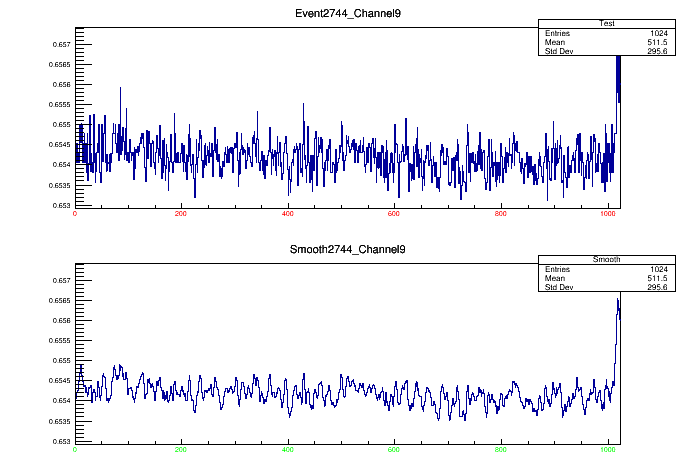 Event2744_Channel9
Test
Entries 1024
Mean 511.5
Std Dev 295.6
0.657
0.6565
0.656
0.6555
0.655
0.6545
0.654
0.6535
0.653
0 200 400 600 800 1000
Smooth2744_Channel9
Smooth
Entries 1024
Mean 511.5
Std Dev 295.6
0.657
0.6565
0.656
0.6555
0.655
0.6545
0.654
0.6535
0.653
0 200 400 600 800 1000